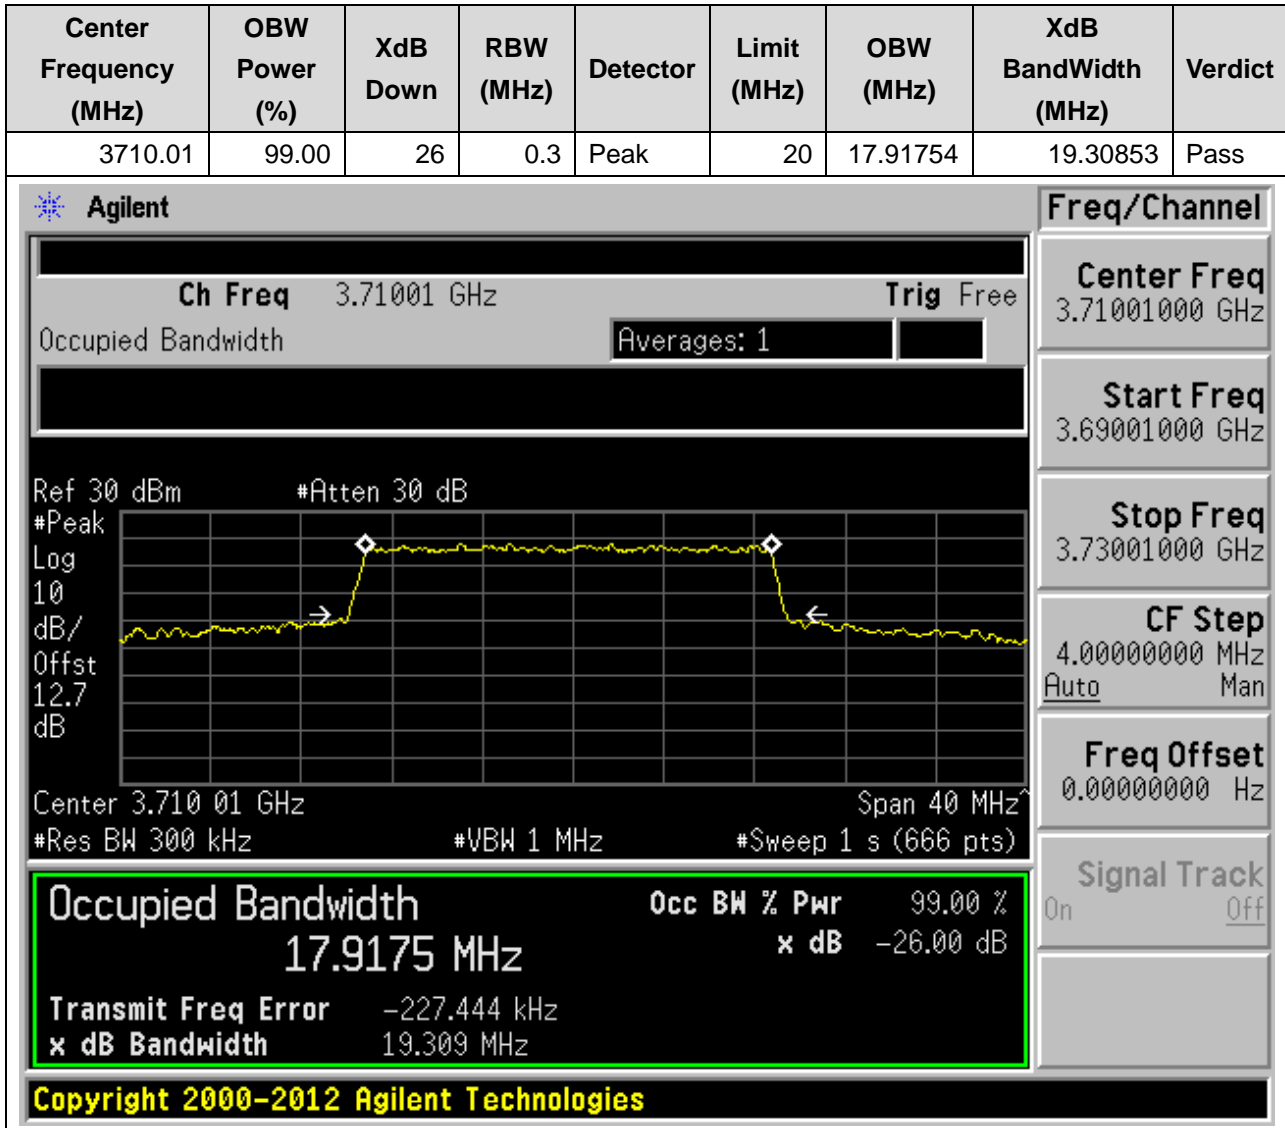 Center Frequency (MHz) OBW Power (%) XdB Down RBW (MHz) Detector Limit (MHz) OBW (MHz) XdB BandWidth (MHz) Verdict
3710.01 99.00 26 0.3 Peak 20 17.91754 19.30853 Pass
Agilent
Ch Freq 3.71001 GHz Trig Free
Occupied Bandwidth Averages: 1
Ref 30 dBm #Atten 30 dB
#Peak
Log
10
dB/
Offst
12.7
dB
Center 3.710 01 GHz Span 40 MHz^
#Res BW 300 kHz #VBW 1 MHz #Sweep 1 s (666 pts)
Occupied Bandwidth Occ BW % Pwr 99.00 %
17.9175 MHz x dB -26.00 dB
Transmit Freq Error -227.444 kHz
x dB Bandwidth 19.309 MHz
Copyright 2000-2012 Agilent Technologies
Freq/Channel
Center Freq
3.71001000 GHz
Start Freq
3.69001000 GHz
Stop Freq
3.73001000 GHz
CF Step
4.00000000 MHz
Auto Man
Freq Offset
0.00000000 Hz
Signal Track
On Off